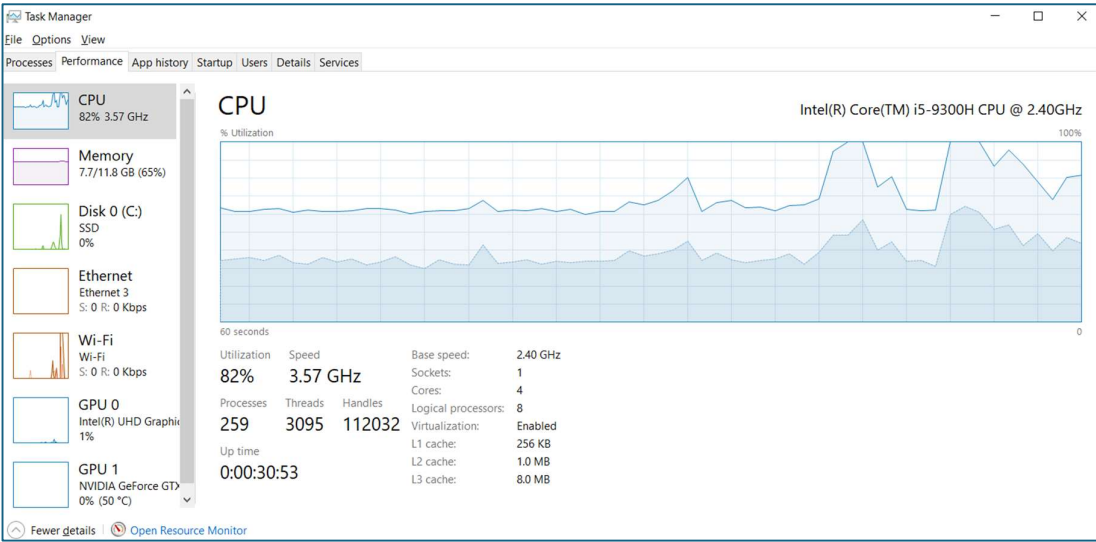 Task Manager
File Options View
Processes Performance App history Startup Users Details Services
CPU
82% 3.57 GHz
Memory
7.7/11.8 GB (65%)
Disk 0 (C:)
SSD
0%
Ethernet
Ethernet 3
S: 0 R: 0 Kbps
Wi-Fi
Wi-Fi
S: 0 R: 0 Kbps
GPU 0
Intel(R) UHD Graphic
1%
GPU 1
NVIDIA GeForce GTX
0% (50 °C)
CPU
Intel(R) Core(TM) i5-9300H CPU @ 2.40GHz
% Utilization 100%
60 seconds 0
Utilization Speed
82% 3.57 GHz
Processes Threads Handles
259 3095 112032
Up time
0:00:30:53
Base speed: 2.40 GHz
Sockets: 1
Cores: 4
Logical processors: 8
Virtualization: Enabled
L1 cache: 256 KB
L2 cache: 1.0 MB
L3 cache: 8.0 MB
Fewer details Open Resource Monitor